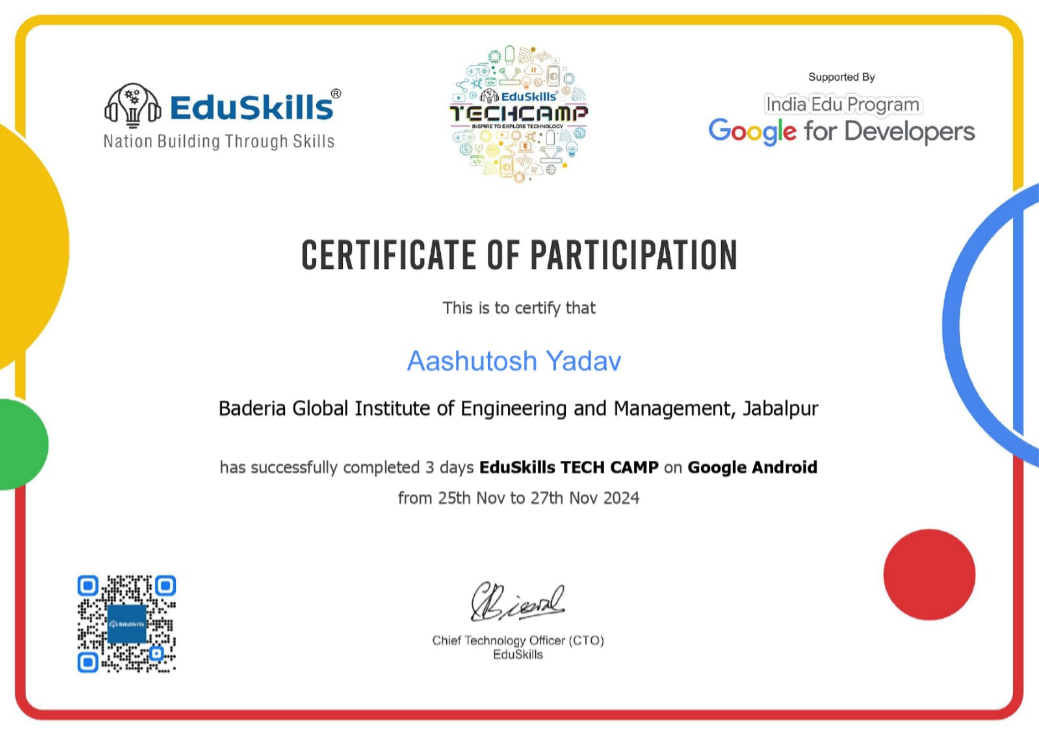 EduSkills®
Nation Building Through Skills
EduSkills
TECHCAMP
INSPIRE TO EXPLORE TECHNOLOGY
Supported By
India Edu Program
Google for Developers
CERTIFICATE OF PARTICIPATION
This is to certify that
Aashutosh Yadav
Baderia Global Institute of Engineering and Management, Jabalpur
has successfully completed 3 days EduSkills TECH CAMP on Google Android
from 25th Nov to 27th Nov 2024
EduSkills
Chief Technology Officer (CTO)
EduSkills